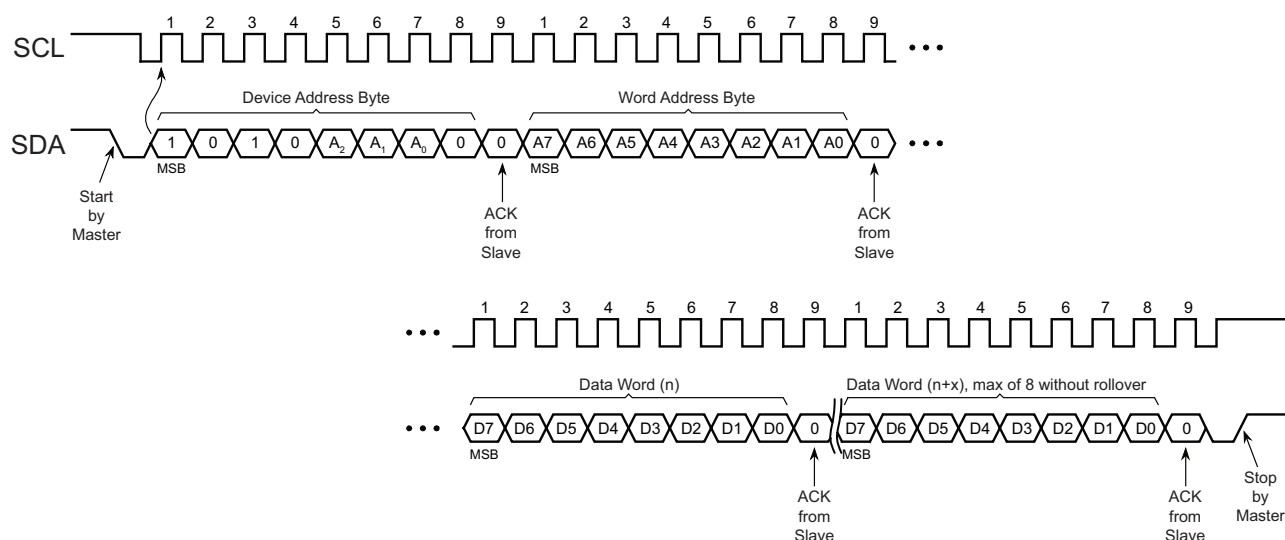 1 2 3 4 5 6 7 8 9 1 2 3 4 5 6 7 8 9
SCL
Device Address Byte Word Address Byte
SDA 1 0 1 0 A2 A1 A0 0 0 A7 A6 A5 A4 A3 A2 A1 A0 0
MSB MSB
Start
by
Master
ACK
from
Slave
ACK
from
Slave
1 2 3 4 5 6 7 8 9 1 2 3 4 5 6 7 8 9
Data Word (n) Data Word (n+x), max of 8 without rollover
D7 D6 D5 D4 D3 D2 D1 D0 0 D7 D6 D5 D4 D3 D2 D1 D0 0
MSB MSB
ACK
from
Slave
ACK
from
Slave
Stop
by
Master